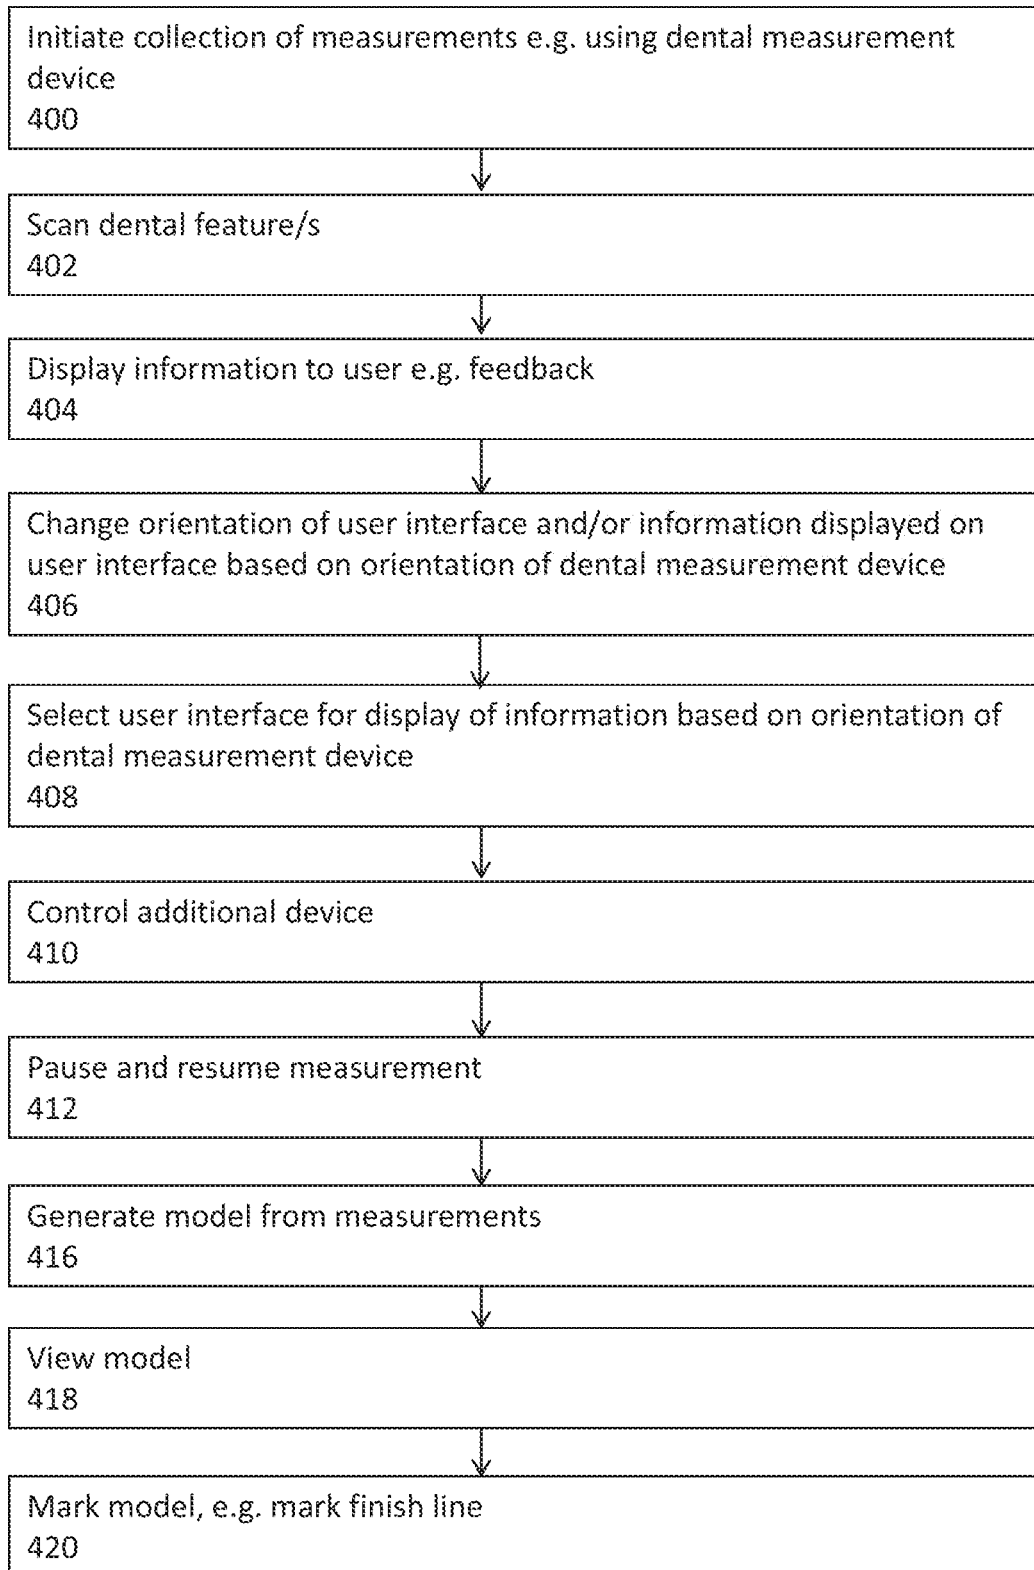 Initiate collection of measurements e.g. using dental measurement
device
400
Scan dental feature/s
402
Display information to user e.g. feedback
404
Change orientation of user interface and/or information displayed on
user interface based on orientation of dental measurement device
406
Select user interface for display of information based on orientation of
dental measurement device
408
Control additional device
410
Pause and resume measurement
412
Generate model from measurements
416
View model
418
Mark model, e.g. mark finish line
420